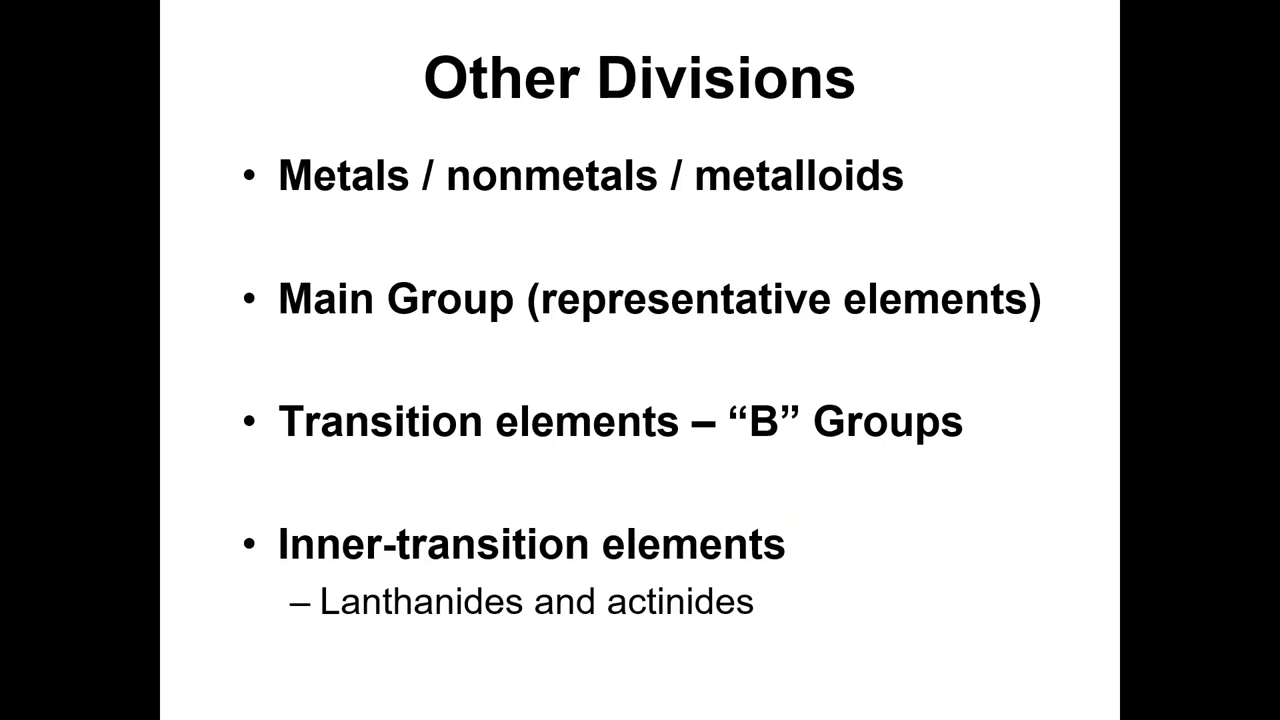 Other Divisions
• Metals / nonmetals / metalloids
• Main Group (representative elements)
• Transition elements – “B” Groups
• Inner-transition elements
– Lanthanides and actinides